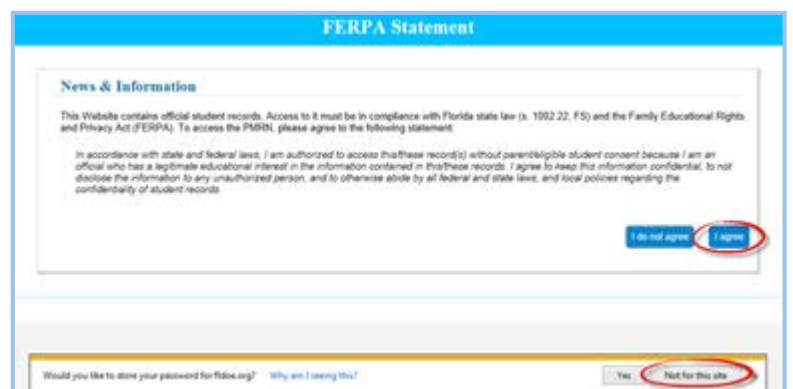 FERPA Statement
News & Information
This Website contains official student records. Access to it must be in compliance with Florida state law (s. 1002.22, FS) and the Family Educational Rights
and Privacy Act (FERPA). To access the PMRN, please agree to the following statement:
In accordance with state and federal laws, I am authorized to access this/these record(s) without parent/eligible student consent because I am an
official who has a legitimate educational interest in the information contained in this/these records. I agree to keep this information confidential, to not
disclose the information to any unauthorized person, and to otherwise abide by all federal and state laws, and local policies regarding the
confidentiality of student records.
I do not agree I agree
Would you like to store your password for fldoe.org? Why am I seeing this? Yes Not for this site